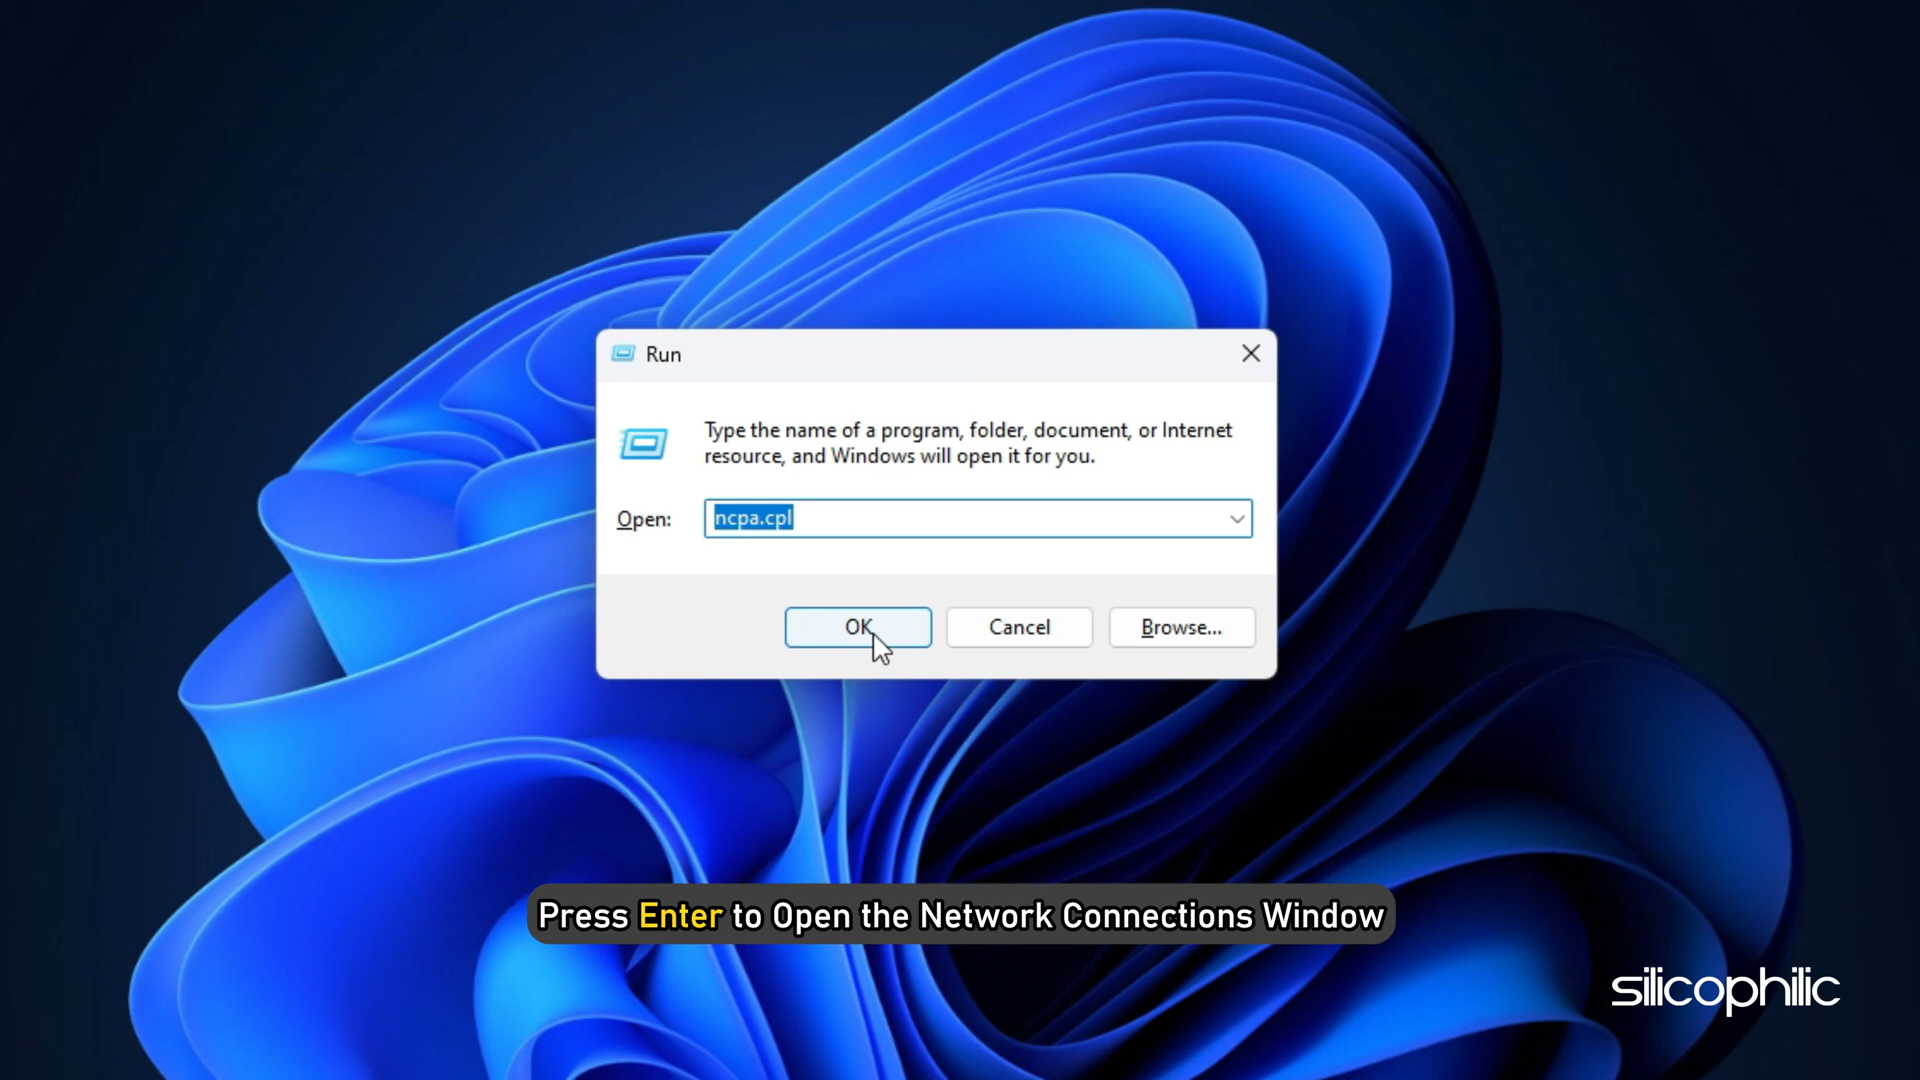 Run
Type the name of a program, folder, document, or Internet
resource, and Windows will open it for you.
Open:
ncpa.cpl
OK
Cancel
Browse...
Press Enter to Open the Network Connections Window
silicophilic